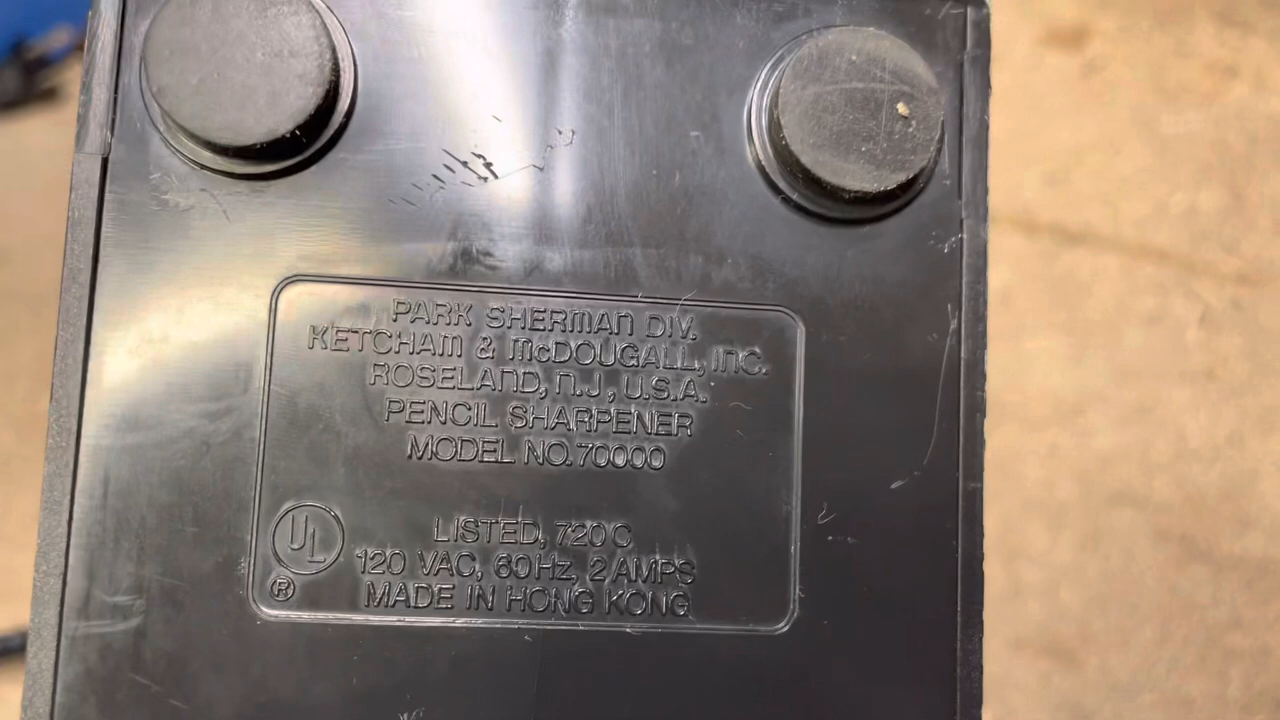 PARK SHERMAN DIV.
KETCHAM & McDOUGALL, INC.
ROSELAND, N.J., U.S.A.
PENCIL SHARPENER
MODEL NO. 70000
LISTED, 720C
UL
120 VAC, 60Hz, 2 AMPS
®
MADE IN HONG KONG